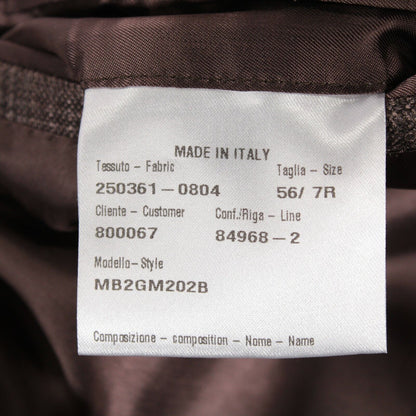 MADE IN ITALY
Tessuto - Fabric Taglia - Size
250361-0804 56/ 7R
Cliente - Customer Conf./Riga - Line
800067 84968-2
Modello-Style
MB2GM202B
Composizione - composition - Nome - Name